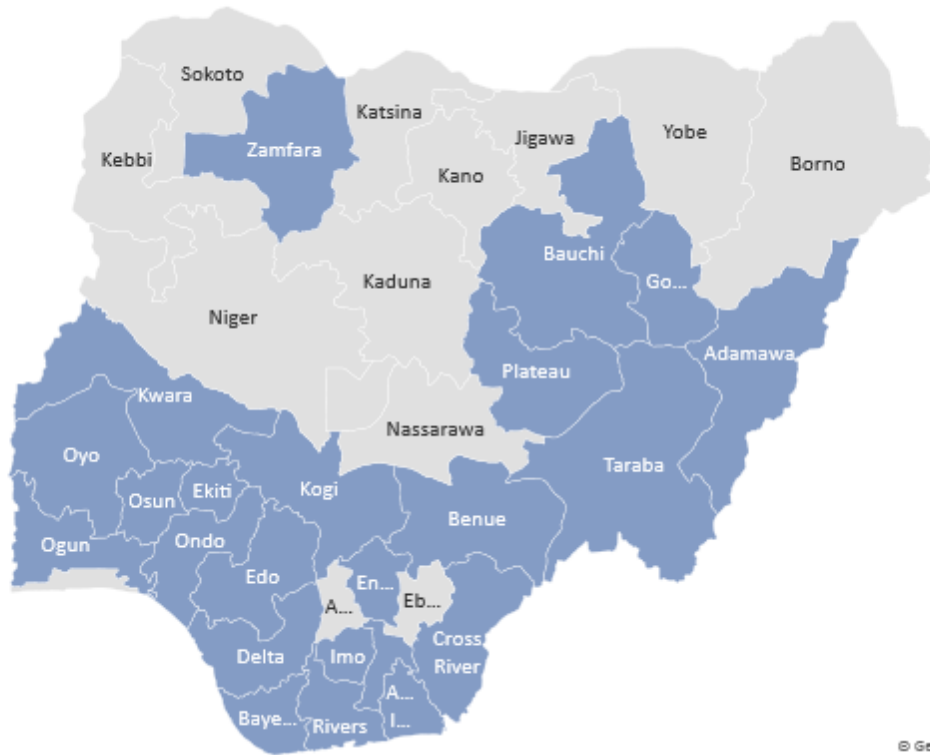 Sokoto
Katsina
Zamfara
Kebbi
Kano
Jigawa
Yobe
Borno
Bauchi
Go...
Kaduna
Niger
Adamawa
Plateau
Kwara
Nassarawa
Oyo
Taraba
Osun
Ekiti
Kogi
Benue
Ogun
Ondo
Edo
En...
A...
Eb...
Delta
Imo
Cross
River
A...
I...
Baye...
Rivers
© Ge